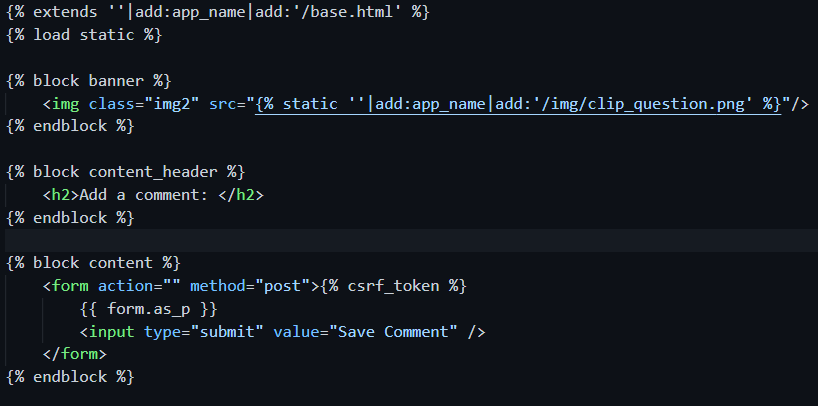 {% extends ''|add:app_name|add:'/base.html' %}
{% load static %}
{% block banner %}
<img class="img2" src="{% static ''|add:app_name|add:'/img/clip_question.png' %}"/>
{% endblock %}
{% block content_header %}
<h2>Add a comment: </h2>
{% endblock %}
{% block content %}
<form action="" method="post">{% csrf_token %}
{{ form.as_p }}
<input type="submit" value="Save Comment" />
</form>
{% endblock %}